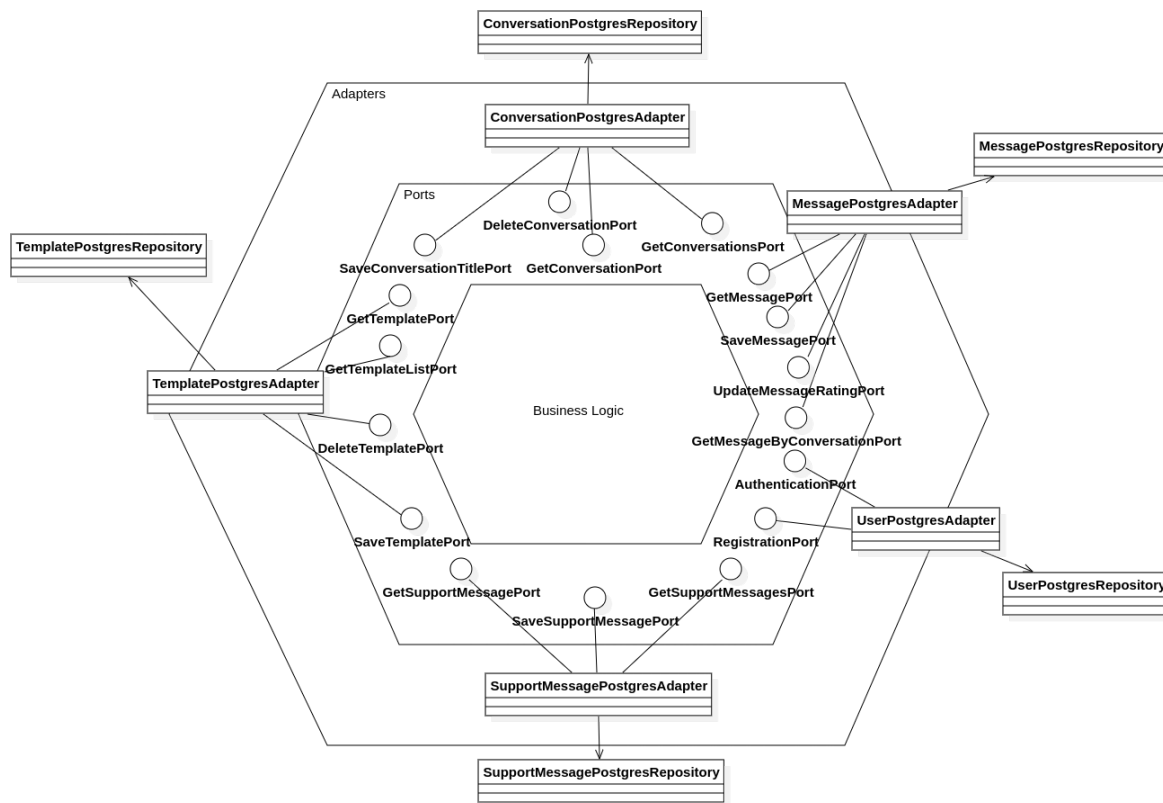 ConversationPostgresRepository
Adapters
ConversationPostgresAdapter
MessagePostgresRepository
Ports
MessagePostgresAdapter
DeleteConversationPort
TemplatePostgresRepository
GetConversationsPort
SaveConversationTitlePort
GetConversationPort
GetMessagePort
GetTemplatePort
SaveMessagePort
GetTemplateListPort
TemplatePostgresAdapter
UpdateMessageRatingPort
Business Logic
GetMessageByConversationPort
DeleteTemplatePort
AuthenticationPort
UserPostgresAdapter
SaveTemplatePort
RegistrationPort
UserPostgresRepository
GetSupportMessagePort
GetSupportMessagesPort
SaveSupportMessagePort
SupportMessagePostgresAdapter
SupportMessagePostgresRepository